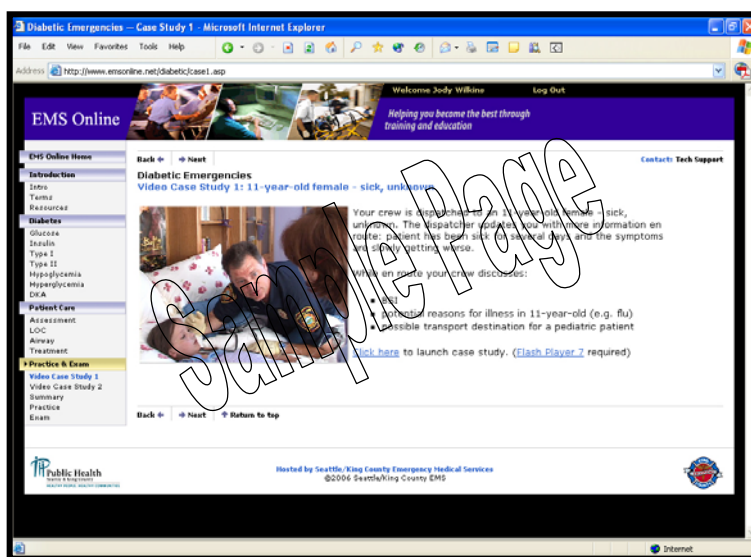 Diabetic Emergencies — Case Study 1 - Microsoft Internet Explorer
File Edit View Favorites Tools Help
Address http://www.emsonline.net/diabetic/case1.asp
Welcome Jody Wilkins Log Out
EMS Online
Helping you become the best through
training and education
EMS Online Home
Back Next
Contact: Tech Support
Introduction
Intro
Terms
Resources
Diabetes
Glucose
Insulin
Type I
Type II
Hypoglycemia
Hyperglycemia
DKA
Patient Care
Assessment
LOC
Airway
Treatment
Practice & Exam
Video Case Study 1
Video Case Study 2
Summary
Practice
Exam
Diabetic Emergencies
Video Case Study 1: 11-year-old female - sick, unknown
Your crew is dispatched to an 11-year-old female - sick,
unknown. The dispatcher updates you with more information en
route: patient has been sick for several days and the symptoms
are slowly getting worse.
While en route your crew discusses:
BSI
potential reasons for illness in 11-year-old (e.g. flu)
possible transport destination for a pediatric patient
Click here to launch case study. (Flash Player 7 required)
Sample Page
Back Next Return to top
Public Health
Hosted by Seattle/King County Emergency Medical Services
©2006 Seattle/King County EMS
Internet